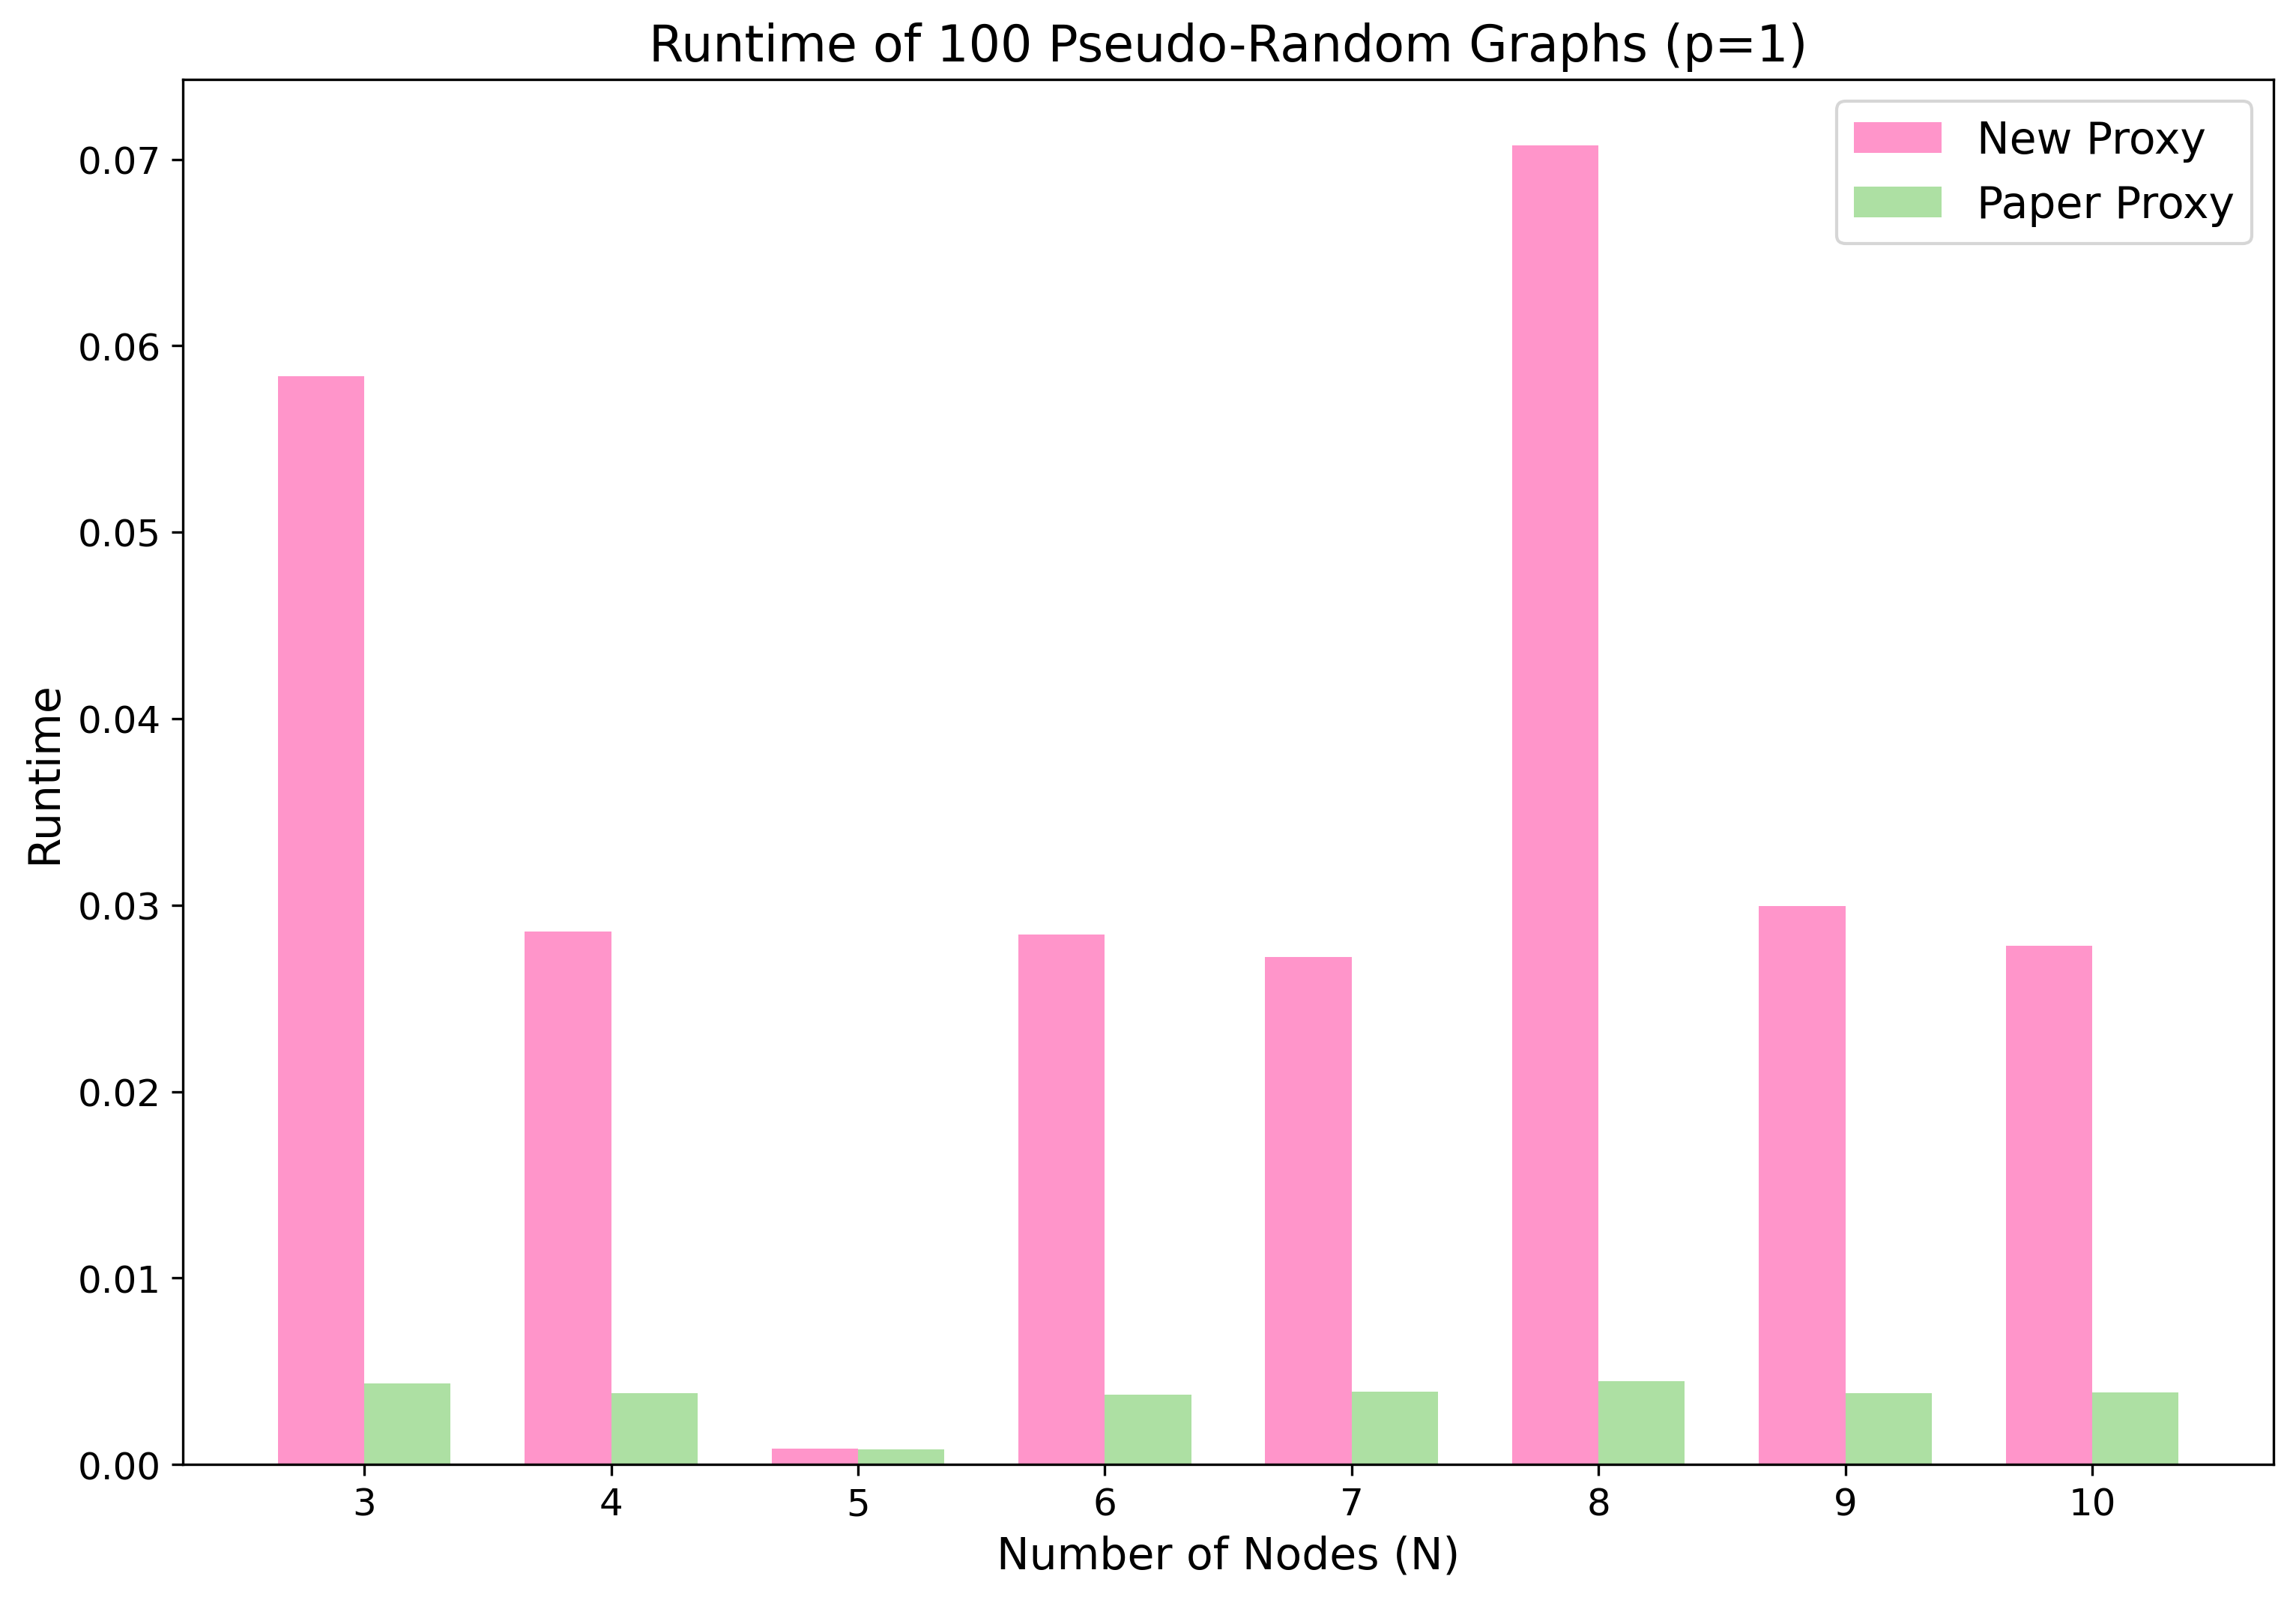 Runtime of 100 Pseudo-Random Graphs (p=1)
New Proxy
Paper Proxy
Runtime
0.07
0.06
0.05
0.04
0.03
0.02
0.01
0.00
3 4 5 6 7 8 9 10
Number of Nodes (N)